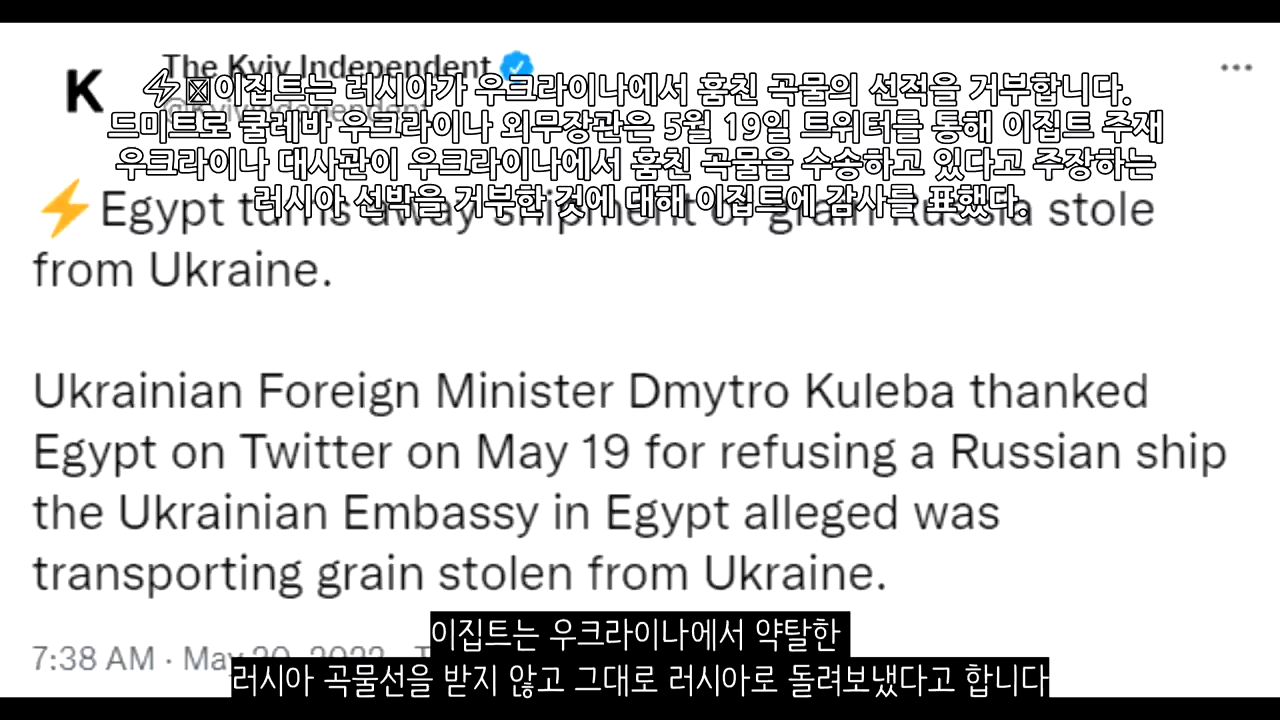 The Kyiv Independent
@KyivIndependent
⚡이집트는 러시아가 우크라이나에서 훔친 곡물의 선적을 거부합니다.
드미트로 쿨레바 우크라이나 외무장관은 5월 19일 트위터를 통해 이집트 주재
우크라이나 대사관이 우크라이나에서 훔친 곡물을 수송하고 있다고 주장하는
러시아 선박을 거부한 것에 대해 이집트에 감사를 표했다.
⚡Egypt turns away shipment of grain Russia stole
from Ukraine.
Ukrainian Foreign Minister Dmytro Kuleba thanked
Egypt on Twitter on May 19 for refusing a Russian ship
the Ukrainian Embassy in Egypt alleged was
transporting grain stolen from Ukraine.
이집트는 우크라이나에서 약탈한
7:38 AM · May 20, 2022 ·
러시아 곡물선을 받지 않고 그대로 러시아로 돌려보냈다고 합니다